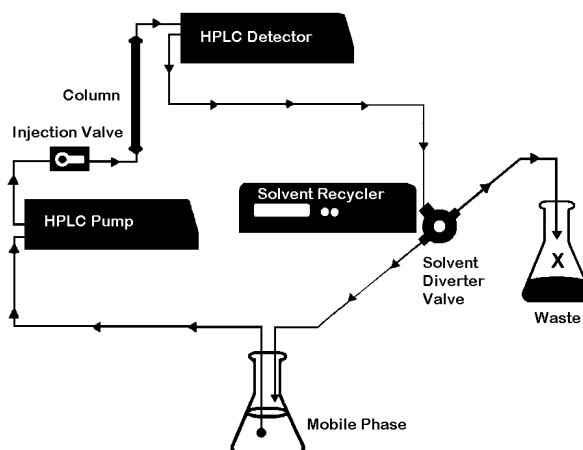 HPLC Detector
Column
Injection Valve
Solvent Recycler
HPLC Pump
Solvent
Diverter
Valve
X
Waste
Mobile Phase